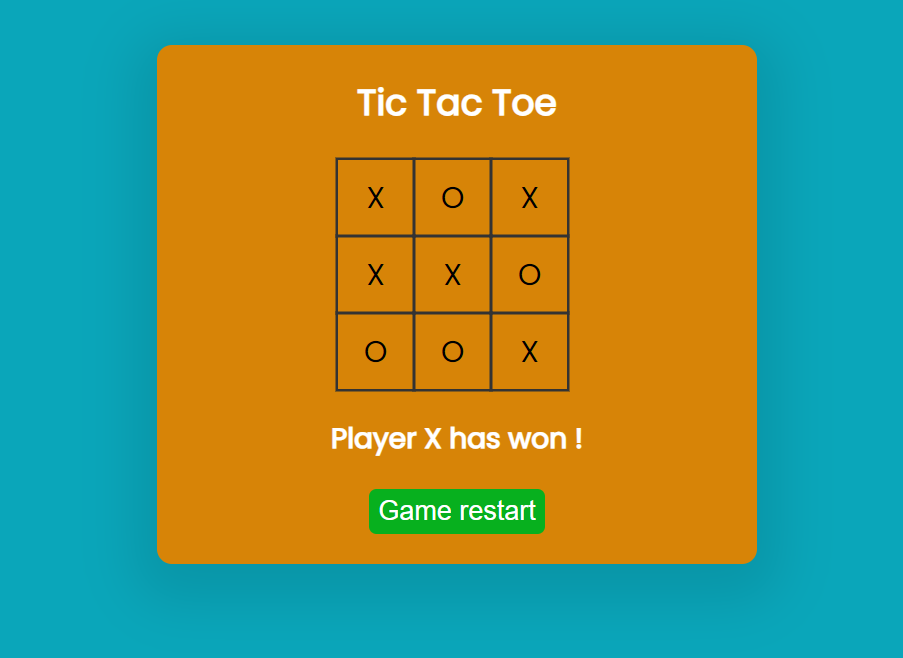 Tic Tac Toe
X O X
X X O
O O X
Player X has won !
Game restart